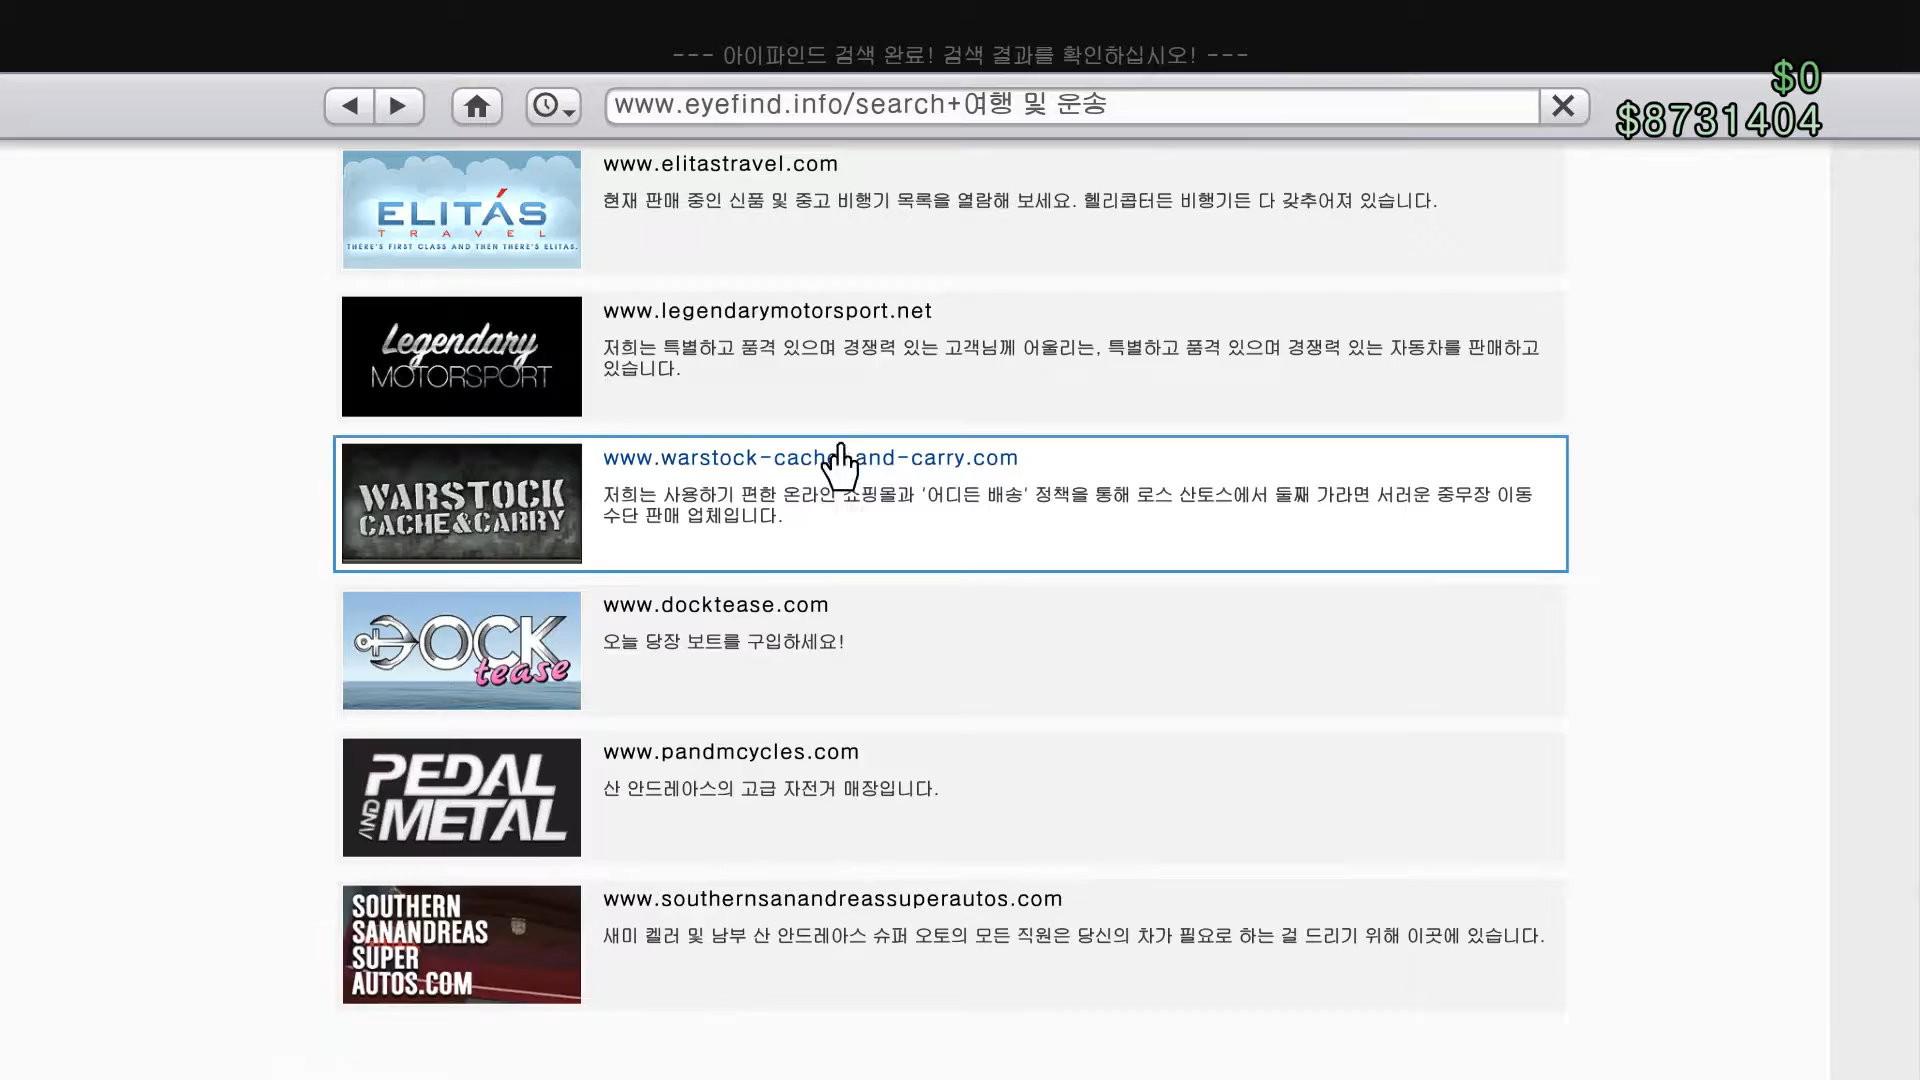 --- 아이파인드 검색 완료! 검색 결과를 확인하십시오! ---
$0
www.eyefind.info/search+여행 및 운송
$8731404
ELITÁS
TRAVEL
THERE'S FIRST CLASS AND THEN THERE'S ELITAS.
www.elitastravel.com
현재 판매 중인 신품 및 중고 비행기 목록을 열람해 보세요. 헬리콥터든 비행기든 다 갖추어져 있습니다.
Legendary
MOTORSPORT
www.legendarymotorsport.net
저희는 특별하고 품격 있으며 경쟁력 있는 고객님께 어울리는, 특별하고 품격 있으며 경쟁력 있는 자동차를 판매하고
있습니다.
WARSTOCK
CACHE&CARRY
www.warstock-cache-and-carry.com
저희는 사용하기 편한 온라인 쇼핑몰과 '어디든 배송' 정책을 통해 로스 산토스에서 둘째 가라면 서러운 중무장 이동
수단 판매 업체입니다.
DOCK
tease
www.docktease.com
오늘 당장 보트를 구입하세요!
PEDAL
AND METAL
www.pandmcycles.com
산 안드레아스의 고급 자전거 매장입니다.
SOUTHERN
SANANDREAS
SUPER
AUTOS.COM
www.southernsanandreassuperautos.com
새미 켈러 및 남부 산 안드레아스 슈퍼 오토의 모든 직원은 당신의 차가 필요로 하는 걸 드리기 위해 이곳에 있습니다.